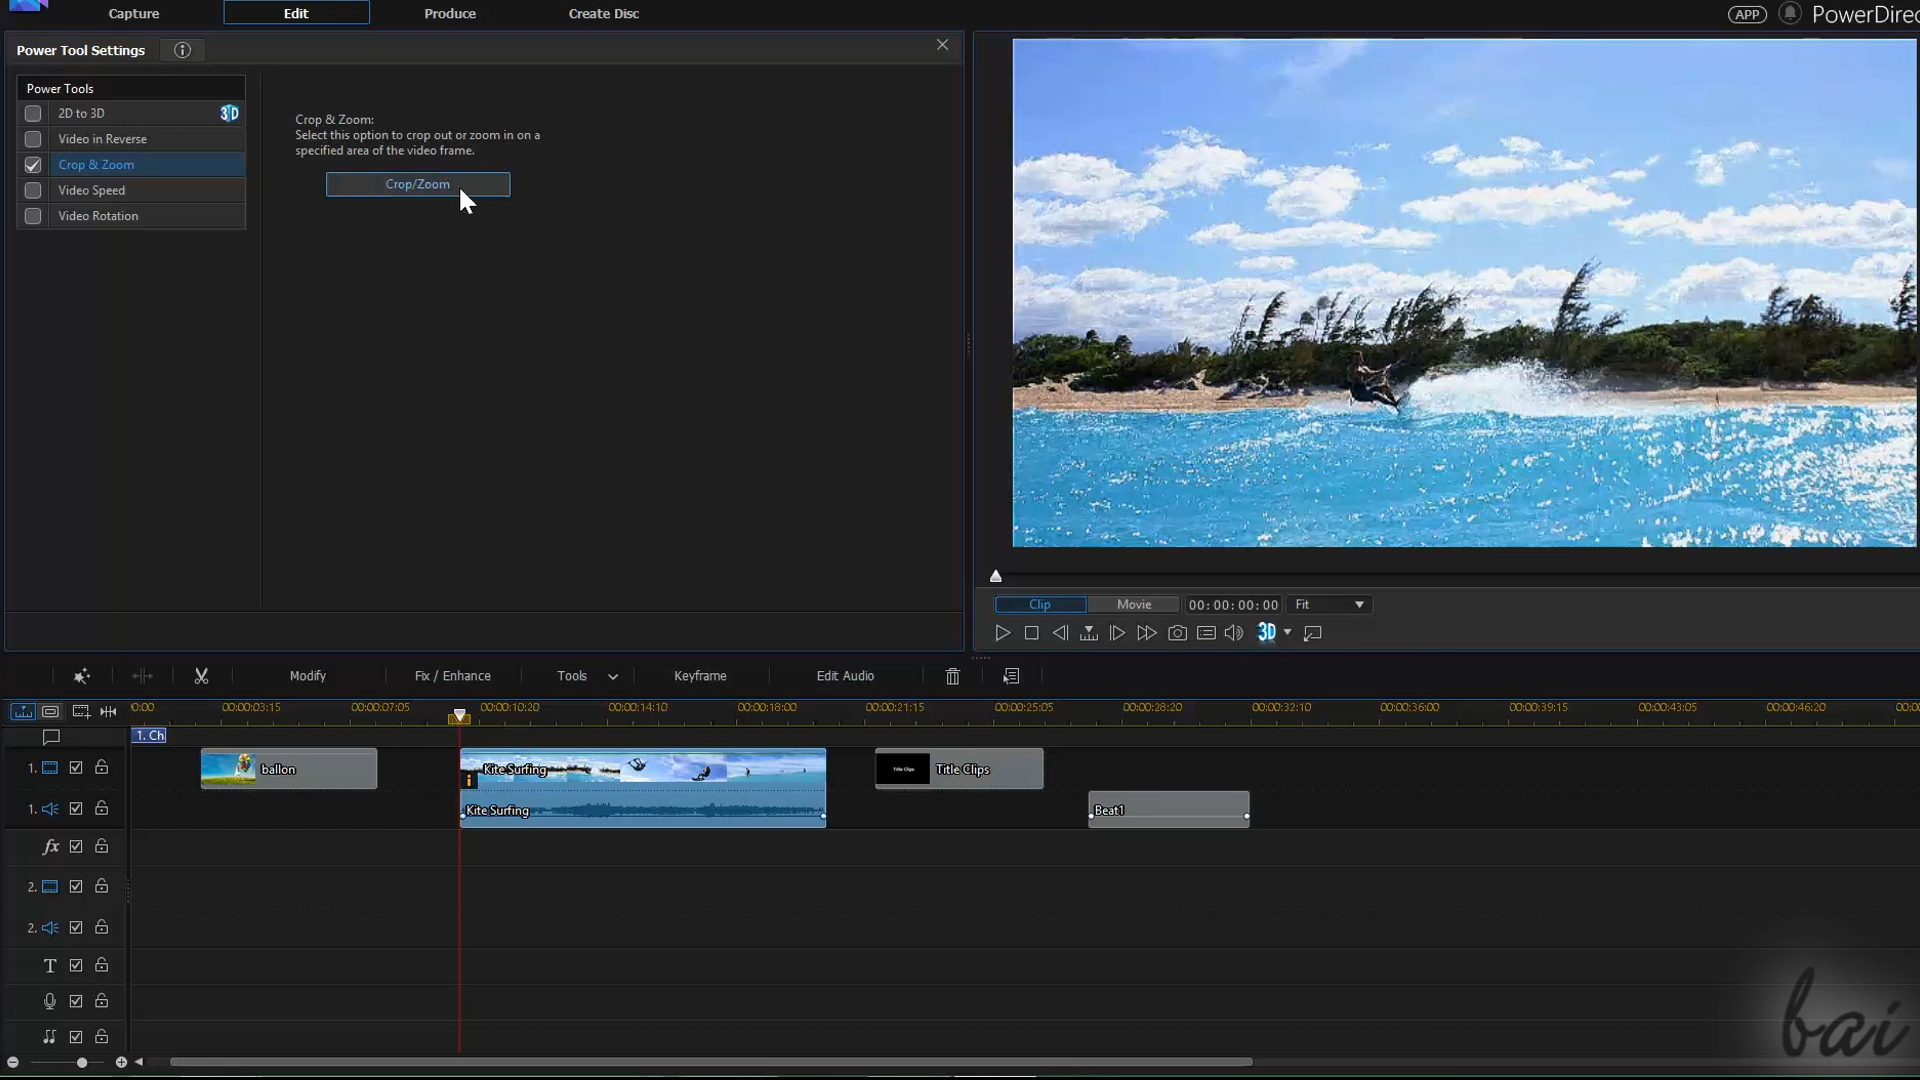 Capture
Edit
Produce
Create Disc
APP
PowerDirec
Power Tool Settings
Power Tools
2D to 3D
3D
Video in Reverse
Crop & Zoom
Video Speed
Video Rotation
Crop & Zoom:
Select this option to crop out or zoom in on a
specified area of the video frame.
Crop/Zoom
Clip
Movie
00:00:00:00
Fit
3D
Modify
Fix / Enhance
Tools
Keyframe
Edit Audio
0:00
00:00:03:15
00:00:07:05
00:00:10:20
00:00:14:10
00:00:18:00
00:00:21:15
00:00:25:05
00:00:28:20
00:00:32:10
00:00:36:00
00:00:39:15
00:00:43:05
00:00:46:20
00:0
1. Ch
1.
ballon
Kite Surfing
Title Clips
Title Clips
1.
Kite Surfing
Beat1
fx
2.
2.
T
bai